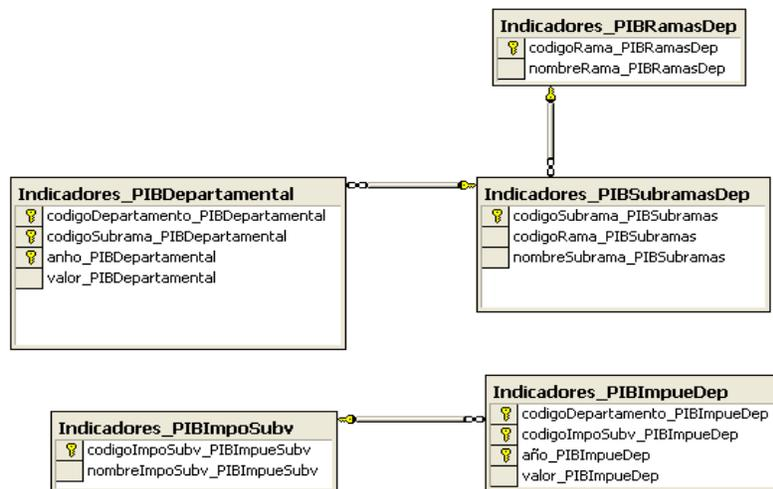 Indicadores_PIBRamasDep
codigoRama_PIBRamasDep
nombreRama_PIBRamasDep
Indicadores_PIBDepartamental
codigoDepartamento_PIBDepartamental
codigoSubrama_PIBDepartamental
anho_PIBDepartamental
valor_PIBDepartamental
Indicadores_PIBSubramasDep
codigoSubrama_PIBSubramas
codigoRama_PIBSubramas
nombreSubrama_PIBSubramas
Indicadores_PIBImpoSubv
codigoImpoSubv_PIBImpueSubv
nombreImpoSubv_PIBImpueSubv
Indicadores_PIBImpueDep
codigoDepartamento_PIBImpueDep
codigoImpoSubv_PIBImpueDep
año_PIBImpueDep
valor_PIBImpueDep